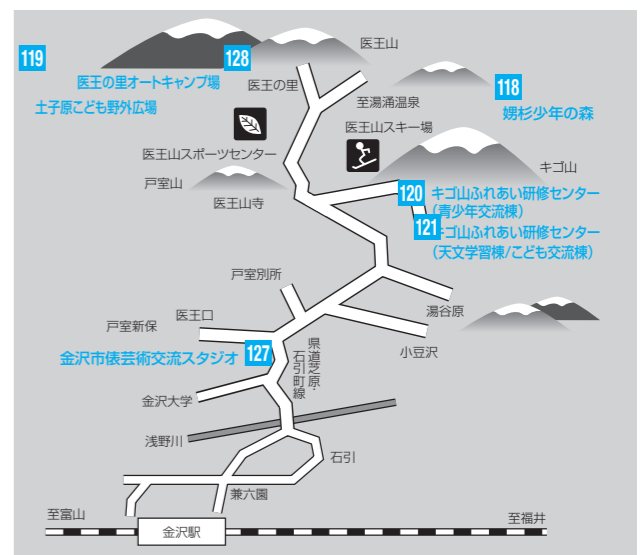 119
128
医王山
医王の里オートキャンプ場
医王の里
118
土子原こども野外広場
至湯涌温泉
娚杉少年の森
医王山スキー場
医王山スポーツセンター
キゴ山
戸室山
120
キゴ山ふれあい研修センター
(青少年交流棟)
医王山寺
121
キゴ山ふれあい研修センター
(天文学習棟/こども交流棟)
戸室別所
湯谷原
医王口
戸室新保
小豆沢
県道芝原・
石引町線
金沢市俵芸術交流スタジオ
127
金沢大学
浅野川
石引
兼六園
至富山
至福井
金沢駅